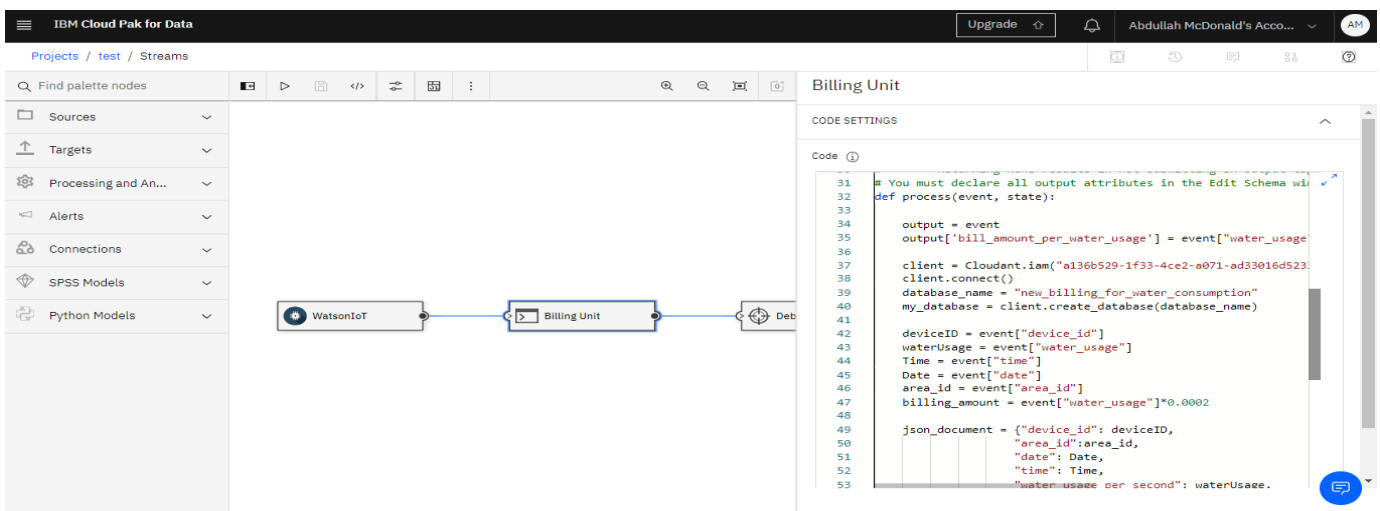 IBM Cloud Pak for Data
Upgrade
Abdullah McDonald's Acco...
AM
Projects / test / Streams
Find palette nodes
Sources
Targets
Processing and An...
Alerts
Connections
SPSS Models
Python Models
WatsonIoT
Billing Unit
Deb
Billing Unit
CODE SETTINGS
Code
31 # You must declare all output attributes in the Edit Schema wi
32 def process(event, state):
33
34 output = event
35 output['bill_amount_per_water_usage'] = event["water_usage
36
37 client = Cloudant.iam("a136b529-1f33-4ce2-a071-ad33016d523
38 client.connect()
39 database_name = "new_billing_for_water_consumption"
40 my_database = client.create_database(database_name)
41
42 deviceID = event["device_id"]
43 waterUsage = event["water_usage"]
44 Time = event["time"]
45 Date = event["date"]
46 area_id = event["area_id"]
47 billing_amount = event["water_usage"]*0.0002
48
49 json_document = {"device_id": deviceID,
50 "area_id":area_id,
51 "date": Date,
52 "time": Time,
53 "water_usage_per_second": waterUsage,